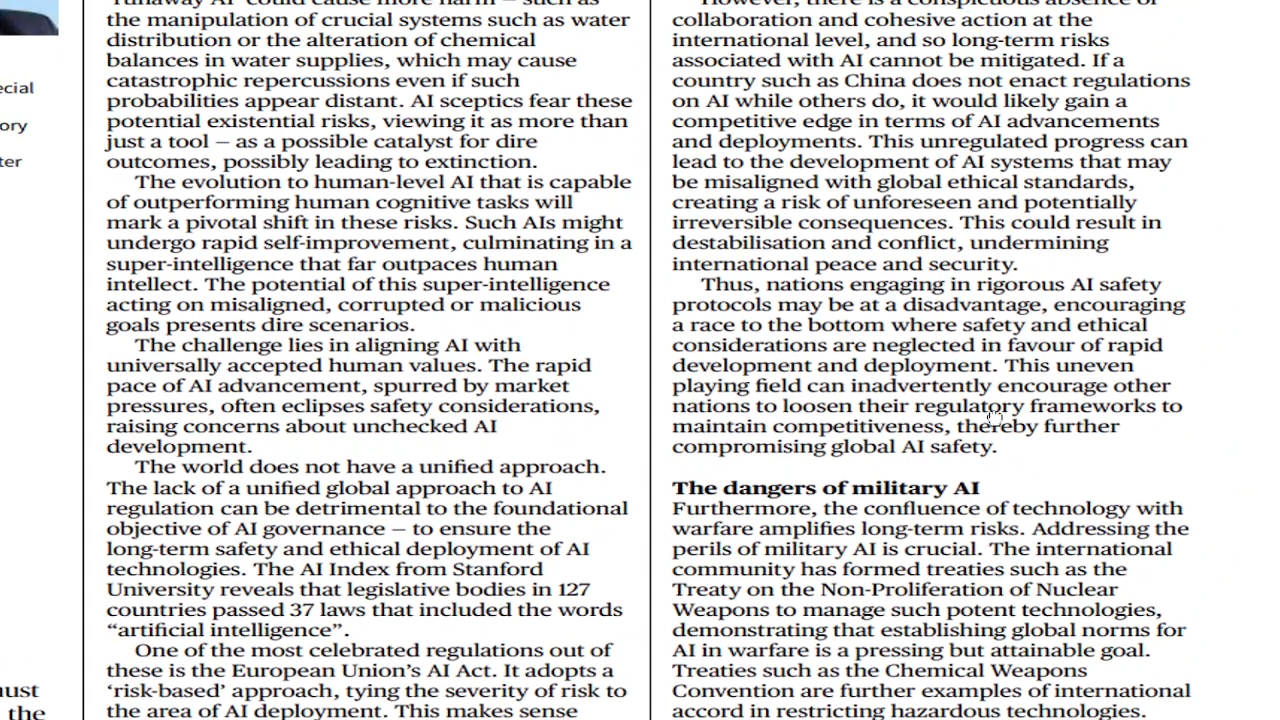 ecial
ory
ter
nust
the
'runaway AI' could cause more harm – such as
the manipulation of crucial systems such as water
distribution or the alteration of chemical
balances in water supplies, which may cause
catastrophic repercussions even if such
probabilities appear distant. AI sceptics fear these
potential existential risks, viewing it as more than
just a tool – as a possible catalyst for dire
outcomes, possibly leading to extinction.
The evolution to human-level AI that is capable
of outperforming human cognitive tasks will
mark a pivotal shift in these risks. Such AIs might
undergo rapid self-improvement, culminating in a
super-intelligence that far outpaces human
intellect. The potential of this super-intelligence
acting on misaligned, corrupted or malicious
goals presents dire scenarios.
The challenge lies in aligning AI with
universally accepted human values. The rapid
pace of AI advancement, spurred by market
pressures, often eclipses safety considerations,
raising concerns about unchecked AI
development.
The world does not have a unified approach.
The lack of a unified global approach to AI
regulation can be detrimental to the foundational
objective of AI governance – to ensure the
long-term safety and ethical deployment of AI
technologies. The AI Index from Stanford
University reveals that legislative bodies in 127
countries passed 37 laws that included the words
“artificial intelligence”.
One of the most celebrated regulations out of
these is the European Union’s AI Act. It adopts a
‘risk-based’ approach, tying the severity of risk to
the area of AI deployment. This makes sense
However, there is a conspicuous absence of
collaboration and cohesive action at the
international level, and so long-term risks
associated with AI cannot be mitigated. If a
country such as China does not enact regulations
on AI while others do, it would likely gain a
competitive edge in terms of AI advancements
and deployments. This unregulated progress can
lead to the development of AI systems that may
be misaligned with global ethical standards,
creating a risk of unforeseen and potentially
irreversible consequences. This could result in
destabilisation and conflict, undermining
international peace and security.
Thus, nations engaging in rigorous AI safety
protocols may be at a disadvantage, encouraging
a race to the bottom where safety and ethical
considerations are neglected in favour of rapid
development and deployment. This uneven
playing field can inadvertently encourage other
nations to loosen their regulatory frameworks to
maintain competitiveness, thereby further
compromising global AI safety.
The dangers of military AI
Furthermore, the confluence of technology with
warfare amplifies long-term risks. Addressing the
perils of military AI is crucial. The international
community has formed treaties such as the
Treaty on the Non-Proliferation of Nuclear
Weapons to manage such potent technologies,
demonstrating that establishing global norms for
AI in warfare is a pressing but attainable goal.
Treaties such as the Chemical Weapons
Convention are further examples of international
accord in restricting hazardous technologies.